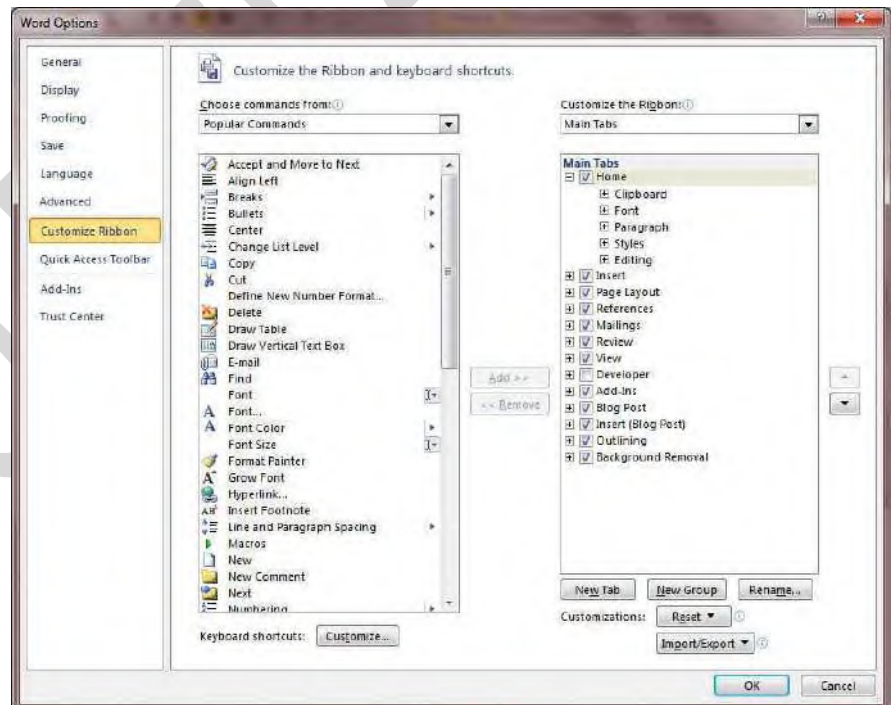 Word Options
General
Display
Proofing
Save
Language
Advanced
Customize Ribbon
Quick Access Toolbar
Add-Ins
Trust Center
Customize the Ribbon and keyboard shortcuts.
Choose commands from:
Popular Commands
Accept and Move to Next
Align Left
Breaks
Bullets
Center
Change List Level
Copy
Cut
Define New Number Format...
Delete
Draw Table
Draw Vertical Text Box
E-mail
Find
Font
Font...
Font Color
Font Size
Format Painter
Grow Font
Hyperlink...
Insert Footnote
Line and Paragraph Spacing
Macros
New
New Comment
Next
Numbering
Keyboard shortcuts: Customize...
Add >>
<< Remove
Customize the Ribbon:
Main Tabs
Main Tabs
Home
Clipboard
Font
Paragraph
Styles
Editing
Insert
Page Layout
References
Mailings
Review
View
Developer
Add-Ins
Blog Post
Insert (Blog Post)
Outlining
Background Removal
New Tab New Group Rename...
Customizations: Reset
Import/Export
OK Cancel